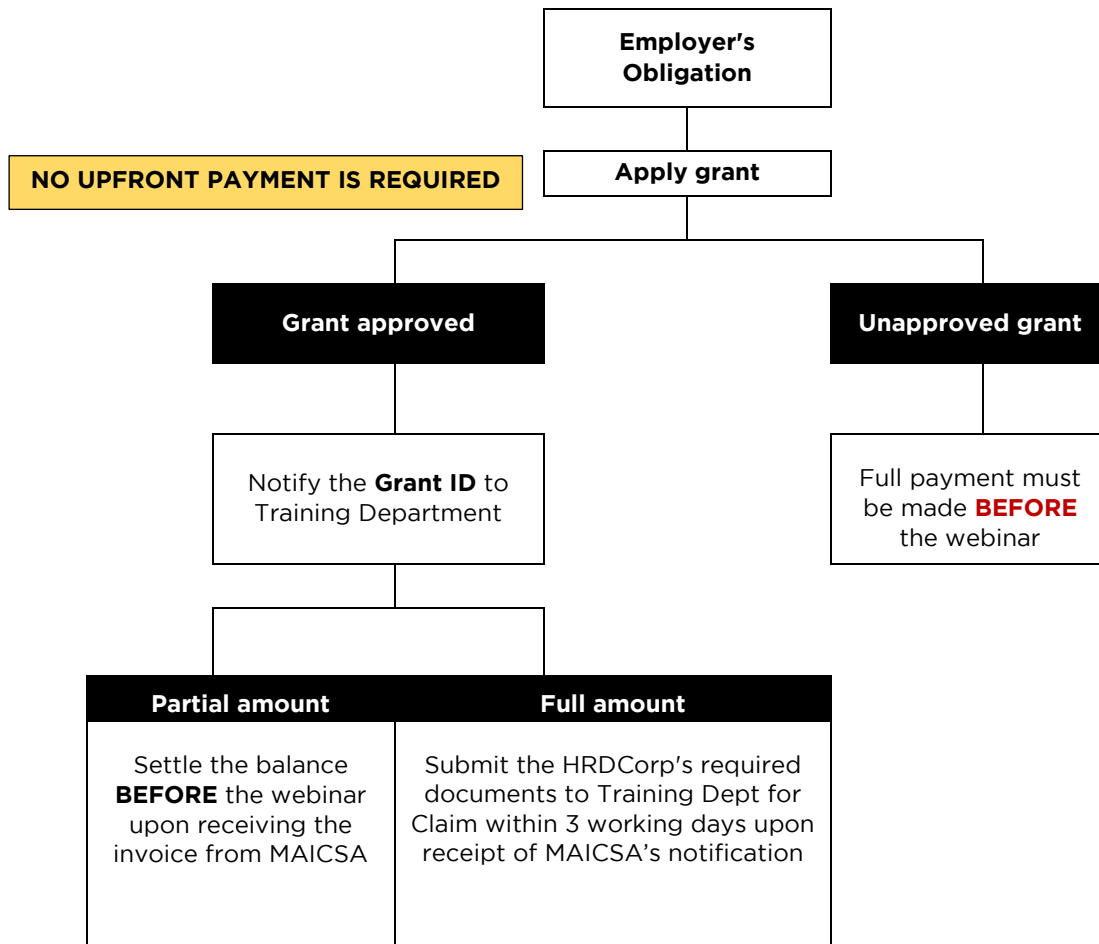 Employer's
Obligation
NO UPFRONT PAYMENT IS REQUIRED
Apply grant
Grant approved
Unapproved grant
Notify the Grant ID to
Training Department
Full payment must
be made BEFORE
the webinar
Partial amount
Full amount
Settle the balance
BEFORE the webinar
upon receiving the
invoice from MAICSA
Submit the HRDCorp's required
documents to Training Dept for
Claim within 3 working days upon
receipt of MAICSA’s notification